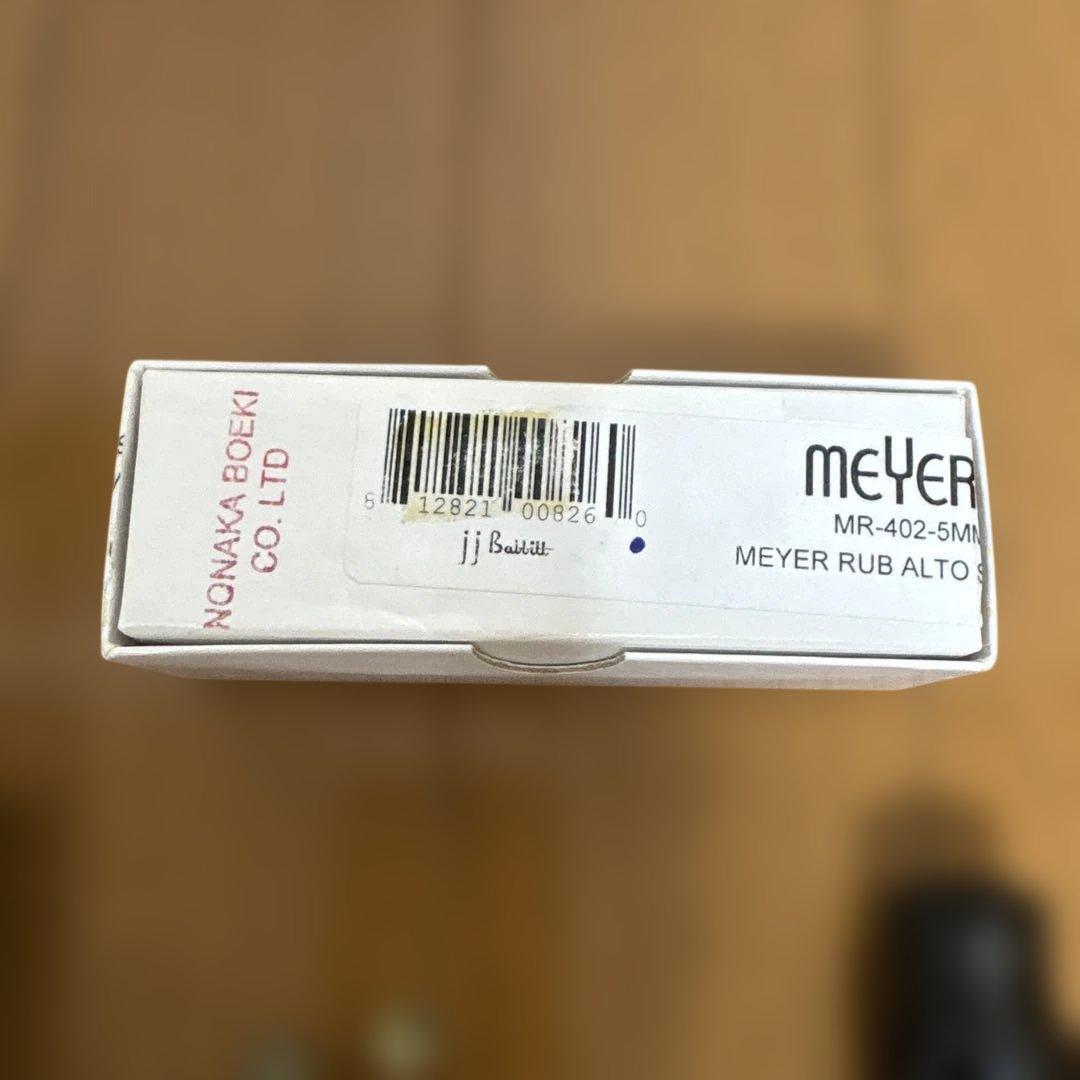 NONAKA BOEKI
CO. LTD
8 12821 00826 0
jj Babbitt
MEYER
MR-402-5MM
MEYER RUB ALTO